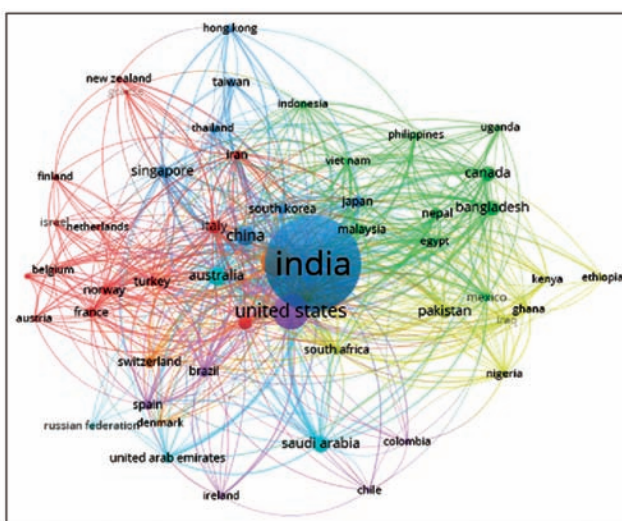 hong kong
new zealand
greece
taiwan
indonesia
thailand
philippines
uganda
iran
viet nam
finland
singapore
canada
israel
netherlands
italy
south korea
japan
nepal
bangladesh
china
malaysia
egypt
india
belgium
turkey
australia
kenya
ethiopia
norway
mexico
austria
france
united states
pakistan
ghana
iraq
switzerland
brazil
south africa
nigeria
spain
denmark
russian federation
saudi arabia
colombia
united arab emirates
ireland
chile